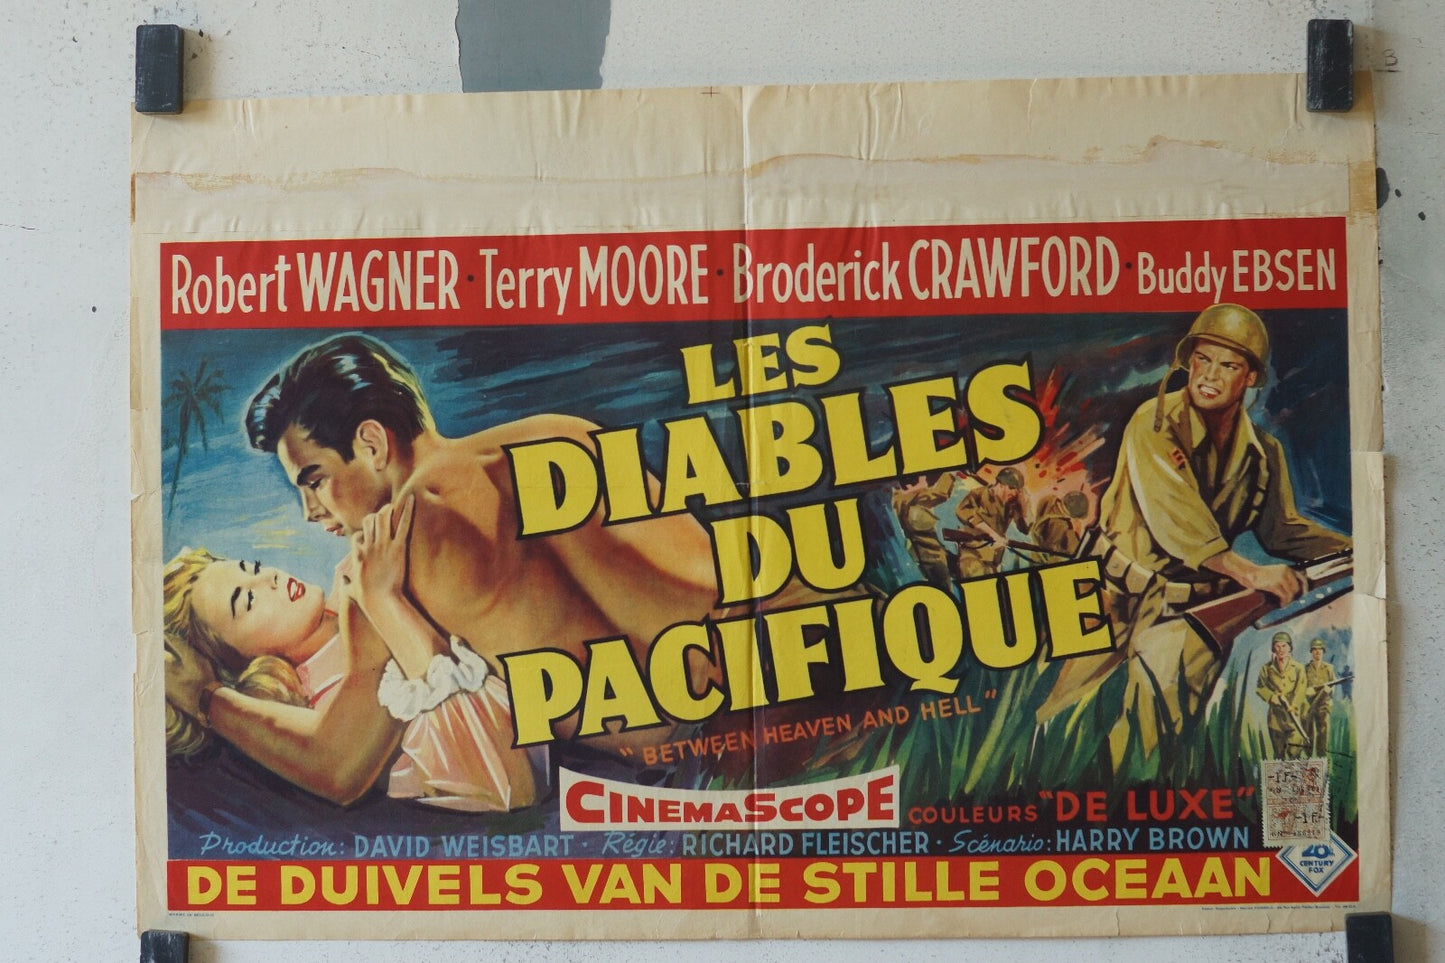 Robert WAGNER · Terry MOORE · Broderick CRAWFORD · Buddy EBSEN
LES
DIABLES
DU
PACIFIQUE
"BETWEEN HEAVEN AND HELL"
CINEMASCOPE COULEURS "DE LUXE"
Production: DAVID WEISBART · Régie: RICHARD FLEISCHER · Scénario: HARRY BROWN
20th
CENTURY
FOX
DE DUIVELS VAN DE STILLE OCEAAN